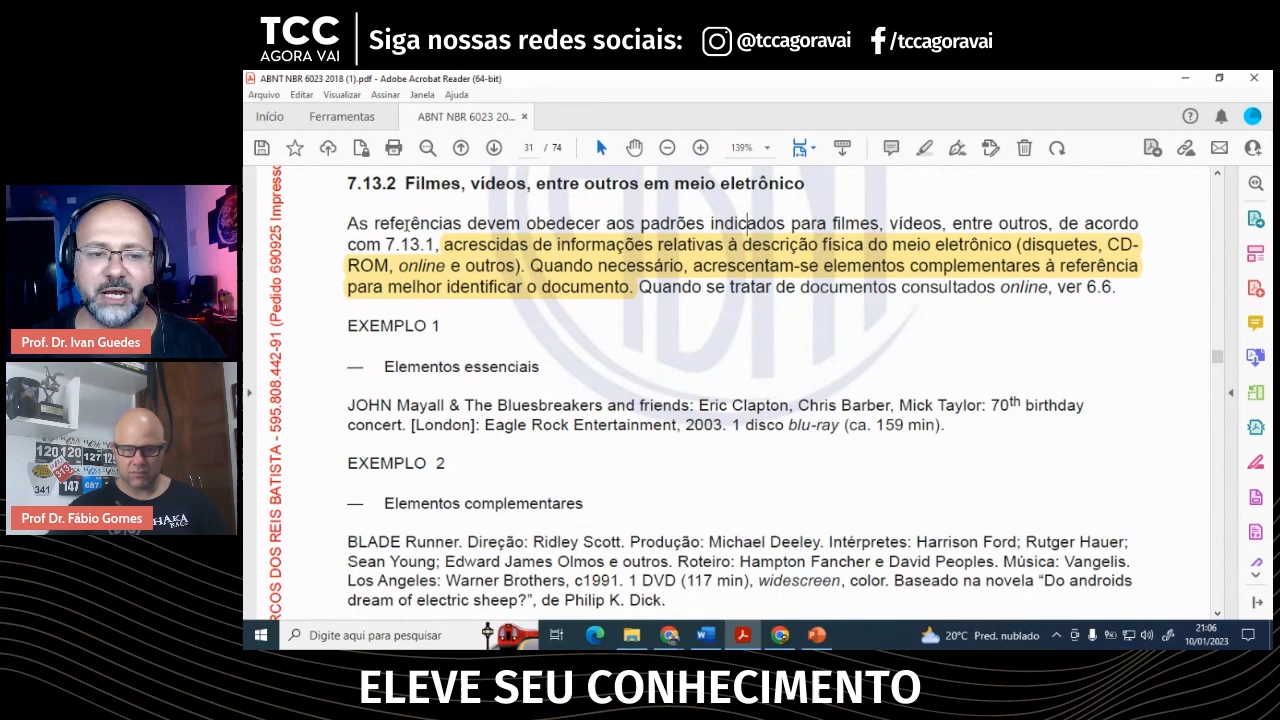 TCC
AGORA VAI
Siga nossas redes sociais:
@tccagoravai
/tccagoravai
ABNT NBR 6023 2018 (1).pdf - Adobe Acrobat Reader (64-bit)
Arquivo Editar Visualizar Assinar Janela Ajuda
Início Ferramentas ABNT NBR 6023 20... ×
31 / 74 139%
RCOS DOS REIS BATISTA - 595.808.442-91 (Pedido 690925 Impresso
7.13.2 Filmes, vídeos, entre outros em meio eletrônico
As referências devem obedecer aos padrões indicados para filmes, vídeos, entre outros, de acordo
com 7.13.1, acrescidas de informações relativas à descrição física do meio eletrônico (disquetes, CD-
ROM, online e outros). Quando necessário, acrescentam-se elementos complementares à referência
para melhor identificar o documento. Quando se tratar de documentos consultados online, ver 6.6.
EXEMPLO 1
— Elementos essenciais
JOHN Mayall & The Bluesbreakers and friends: Eric Clapton, Chris Barber, Mick Taylor: 70th birthday
concert. [London]: Eagle Rock Entertainment, 2003. 1 disco blu-ray (ca. 159 min).
EXEMPLO 2
— Elementos complementares
BLADE Runner. Direção: Ridley Scott. Produção: Michael Deeley. Intérpretes: Harrison Ford; Rutger Hauer;
Sean Young; Edward James Olmos e outros. Roteiro: Hampton Fancher e David Peoples. Música: Vangelis.
Los Angeles: Warner Brothers, c1991. 1 DVD (117 min), widescreen, color. Baseado na novela “Do androids
dream of electric sheep?”, de Philip K. Dick.
Prof. Dr. Ivan Guedes
120 120 127
313
341 147 687
Prof Dr. Fábio Gomes
Digite aqui para pesquisar
20°C Pred. nublado
21:06
10/01/2023
ELEVE SEU CONHECIMENTO